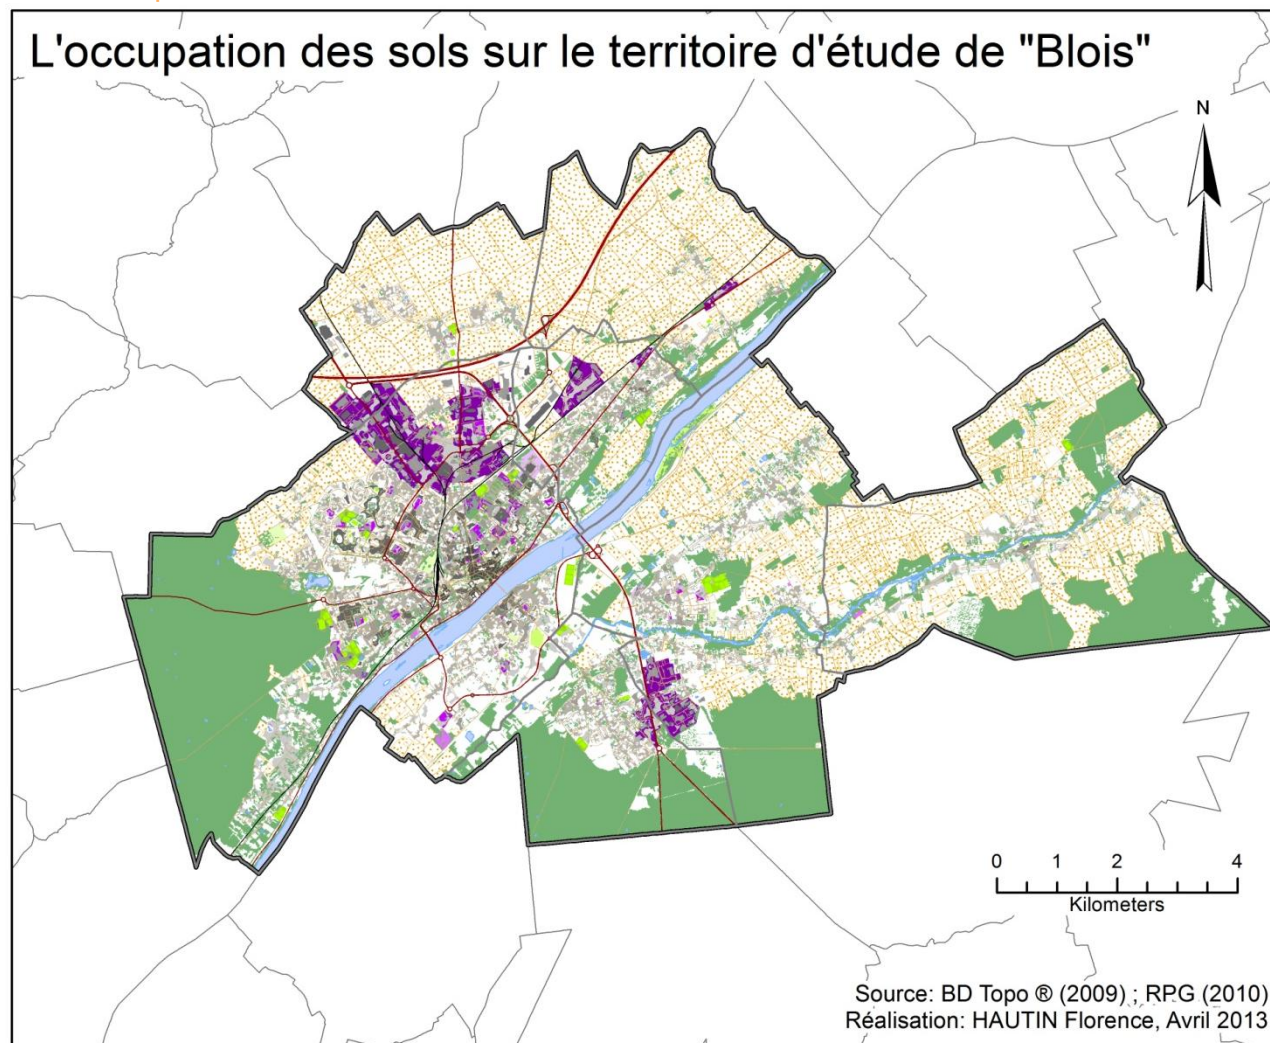 L'occupation des sols sur le territoire d'étude de "Blois"
N
0 1 2 4
Kilometers
Source: BD Topo ® (2009) ; RPG (2010)
Réalisation: HAUTIN Florence, Avril 2013